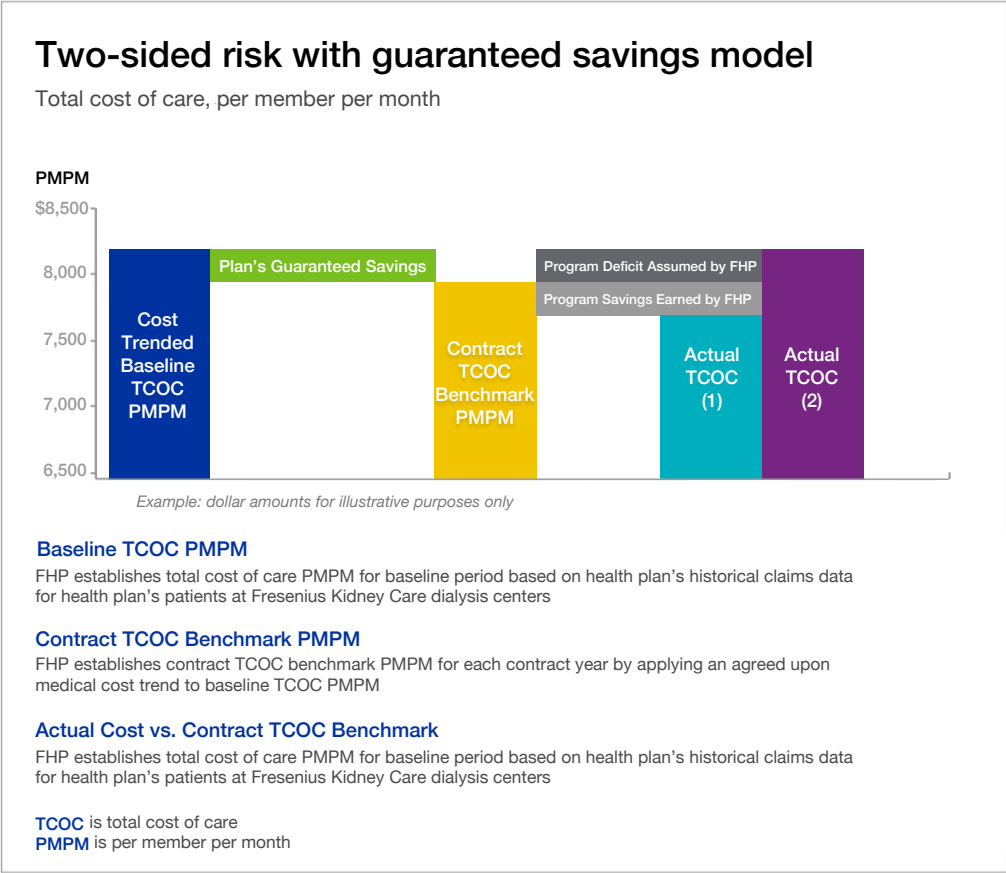 Two-sided risk with guaranteed savings model
Total cost of care, per member per month
PMPM
$8,500
8,000
7,500
7,000
6,500
Cost
Trended
Baseline
TCOC
PMPM
Plan's Guaranteed Savings
Contract
TCOC
Benchmark
PMPM
Program Deficit Assumed by FHP
Program Savings Earned by FHP
Actual
TCOC
(1)
Actual
TCOC
(2)
Example: dollar amounts for illustrative purposes only
Baseline TCOC PMPM
FHP establishes total cost of care PMPM for baseline period based on health plan's historical claims data
for health plan's patients at Fresenius Kidney Care dialysis centers
Contract TCOC Benchmark PMPM
FHP establishes contract TCOC benchmark PMPM for each contract year by applying an agreed upon
medical cost trend to baseline TCOC PMPM
Actual Cost vs. Contract TCOC Benchmark
FHP establishes total cost of care PMPM for baseline period based on health plan's historical claims data
for health plan's patients at Fresenius Kidney Care dialysis centers
TCOC is total cost of care
PMPM is per member per month